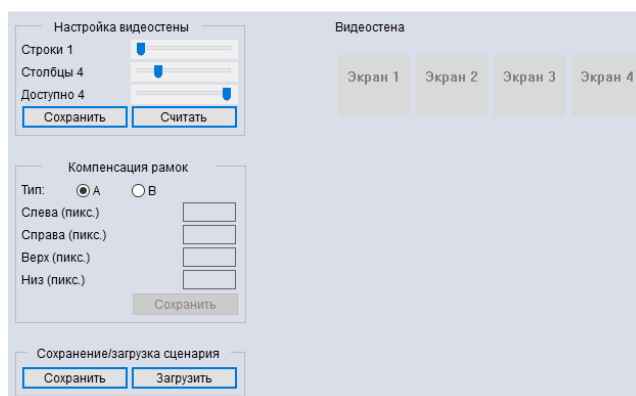 Настройка видеостены
Строки 1
Столбцы 4
Доступно 4
Сохранить Считать
Компенсация рамок
Тип: A B
Слева (пикс.)
Справа (пикс.)
Верх (пикс.)
Низ (пикс.)
Сохранить
Сохранение/загрузка сценария
Сохранить Загрузить
Видеостена
Экран 1 Экран 2 Экран 3 Экран 4